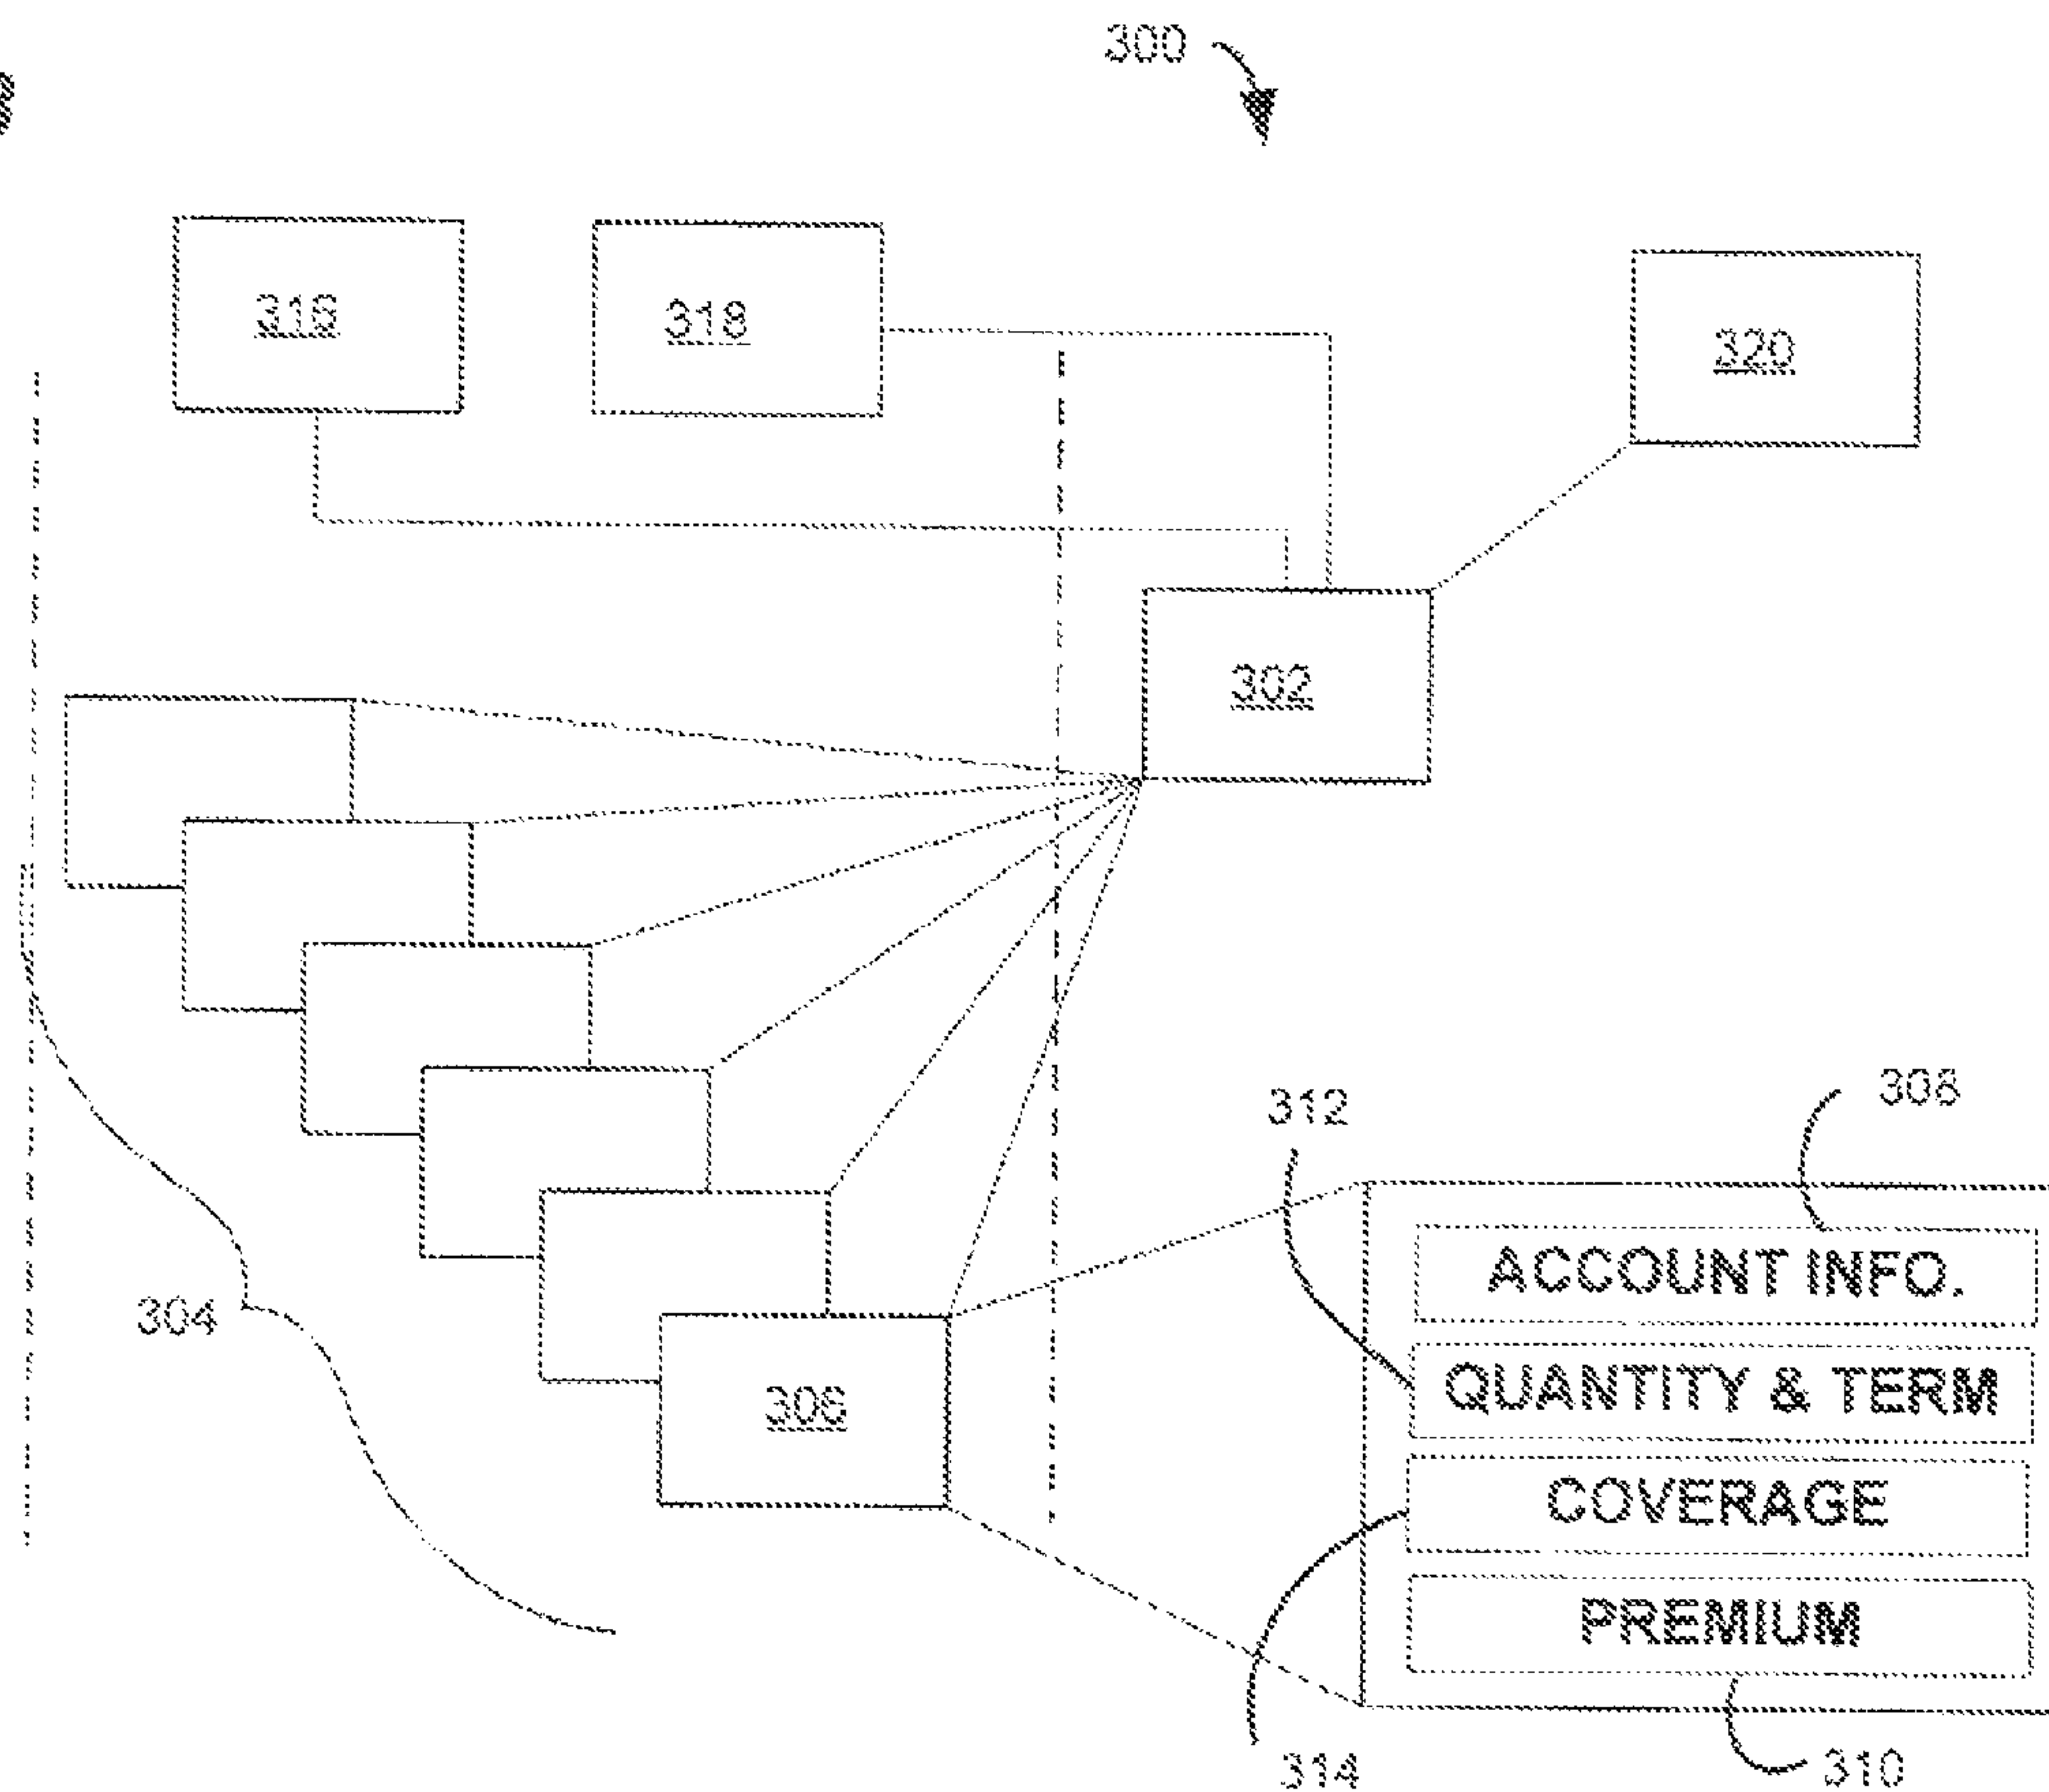 300
316
318
320
302
312
308
ACCOUNT INFO.
QUANTITY & TERM
304
306
COVERAGE
PREMIUM
314
310